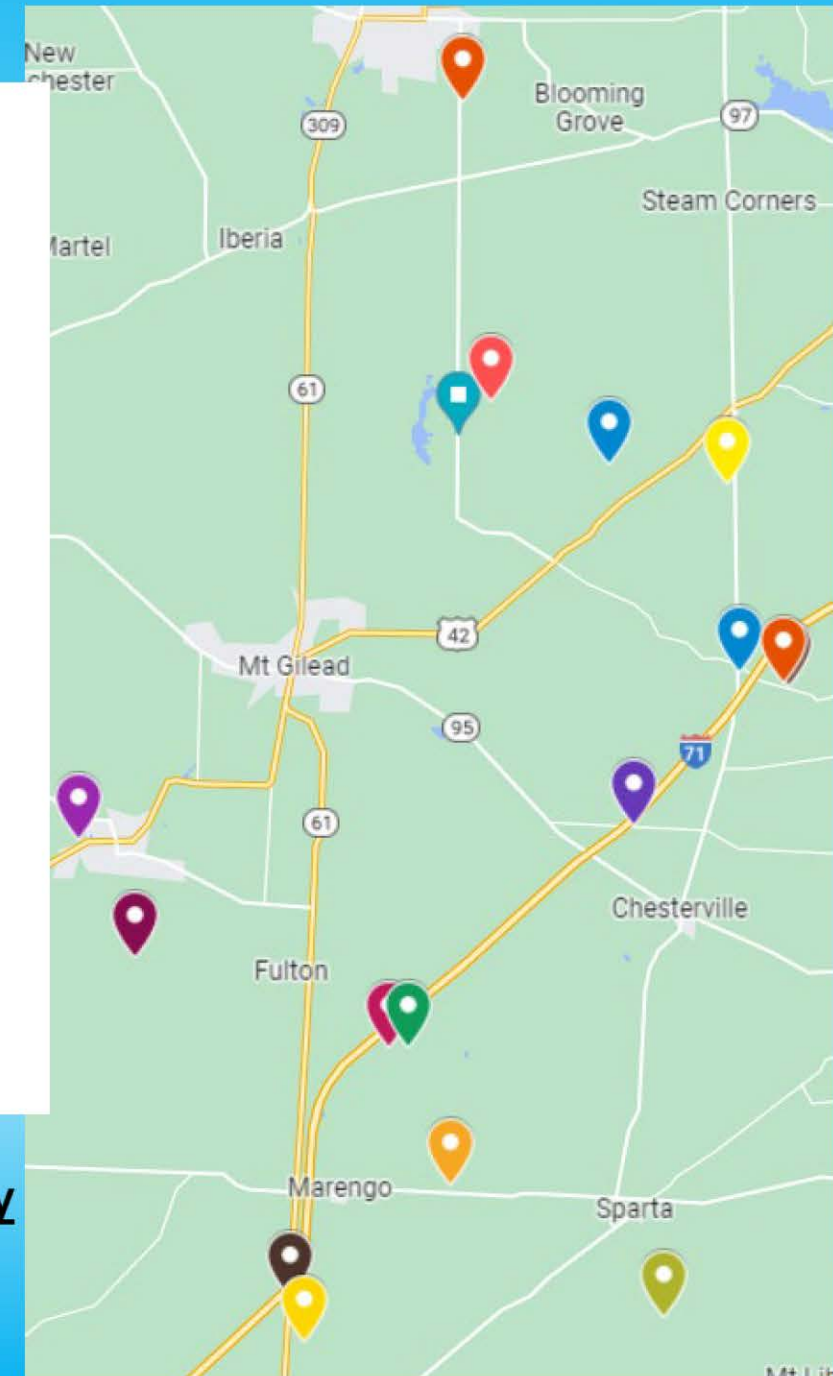 New
chester
Blooming
Grove
309
97
Steam Corners
Martel
Iberia
61
42
Mt Gilead
95
71
61
Chesterville
Fulton
Marengo
Sparta
y